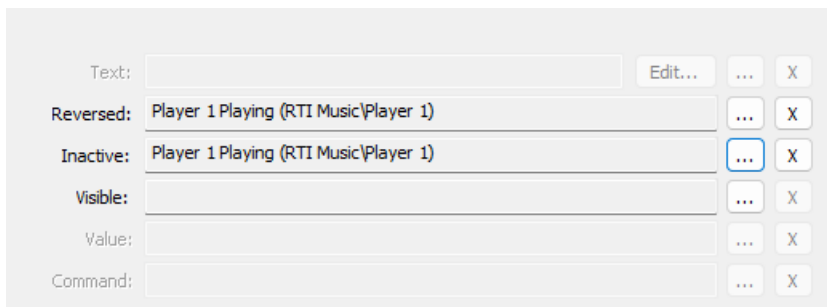 Text: Edit... ... X
Reversed: Player 1 Playing (RTI Music\Player 1) ... X
Inactive: Player 1 Playing (RTI Music\Player 1) ... X
Visible: ... X
Value: ... X
Command: ... X